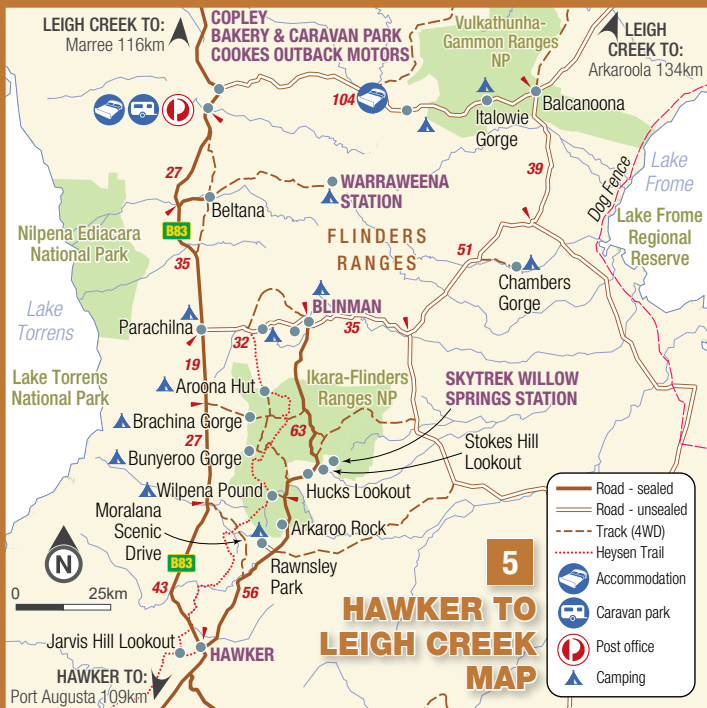 LEIGH CREEK TO:
Marree 116km
COPLEY
BAKERY & CARAVAN PARK
COOKES OUTBACK MOTORS
Vulkathunha-
Gammon Ranges
NP
LEIGH
CREEK TO:
Arkaroola 134km
104
Italowie
Gorge
Balcanoona
27
39
Dog Fence
Lake
Frome
Lake Frome
Regional
Reserve
WARRAWEENA
STATION
Beltana
B83
Nilpena Ediacara
National Park
FLINDERS
RANGES
35
51
Chambers
Gorge
Lake
Torrens
BLINMAN
Parachilna
32
35
19
Lake Torrens
National Park
Aroona Hut
Ikara-Flinders
Ranges NP
SKYTREK WILLOW
SPRINGS STATION
Brachina Gorge
63
27
Bunyeroo Gorge
Stokes Hill
Lookout
Wilpena Pound
Hucks Lookout
Moralana
Scenic
Drive
Arkaroo Rock
Rawnsley
Park
N
B83
0 25km
43
56
Jarvis Hill Lookout
HAWKER
HAWKER TO:
Port Augusta 109km
5
HAWKER TO
LEIGH CREEK
MAP
Road - sealed
Road - unsealed
Track (4WD)
Heysen Trail
Accommodation
Caravan park
Post office
Camping